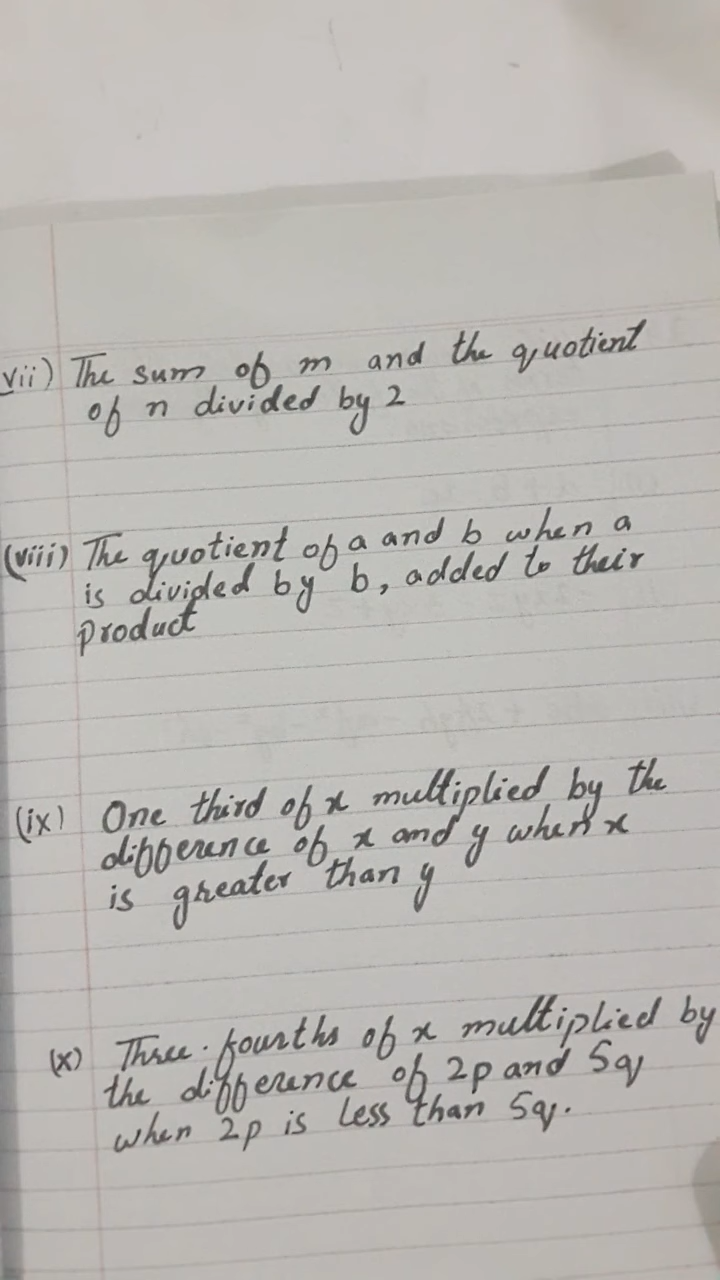 vii) The sum of m and the quotient
of n divided by 2
(viii) The quotient of a and b when a
is divided by b, added to their
product
(ix) One third of x multiplied by the
difference of x and y when x
is greater than y
(x) Three-fourths of x multiplied by
the difference of 2p and 5q
when 2p is less than 5q.